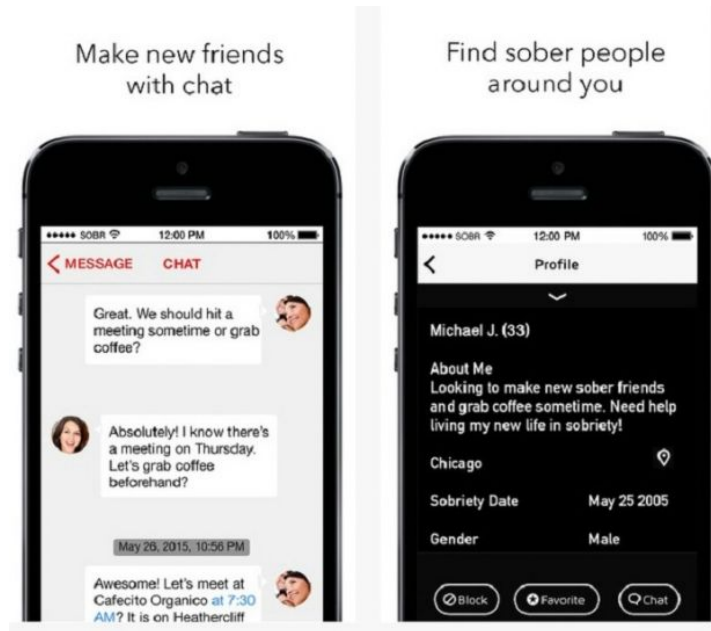 Make new friends
with chat
SOBR 12:00 PM 100%
MESSAGE CHAT
Great. We should hit a
meeting sometime or grab
coffee?
Absolutely! I know there's
a meeting on Thursday.
Let's grab coffee
beforehand?
May 26, 2015, 10:56 PM
Awesome! Let's meet at
Cafecito Organico at 7:30
AM? It is on Heathercliff
Find sober people
around you
SOBR 12:00 PM 100%
Profile
Michael J. (33)
About Me
Looking to make new sober friends
and grab coffee sometime. Need help
living my new life in sobriety!
Chicago
Sobriety Date May 25 2005
Gender Male
Block Favorite Chat